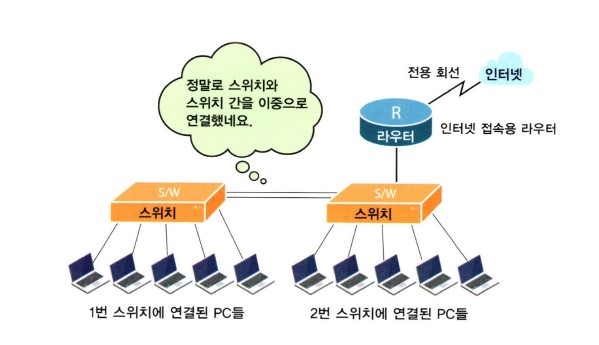 정말로 스위치와
스위치 간을 이중으로
연결했네요.
전용 회선
인터넷
R
라우터
인터넷 접속용 라우터
S/W
스위치
S/W
스위치
1번 스위치에 연결된 PC들
2번 스위치에 연결된 PC들